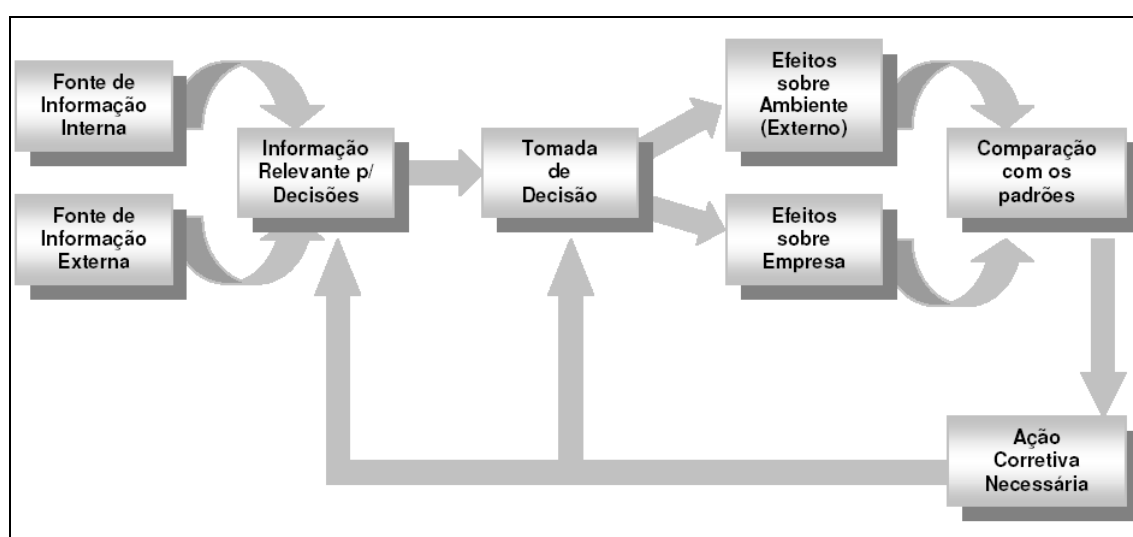 Fonte de
Informação
Interna
Fonte de
Informação
Externa
Informação
Relevante p/
Decisões
Tomada
de
Decisão
Efeitos
sobre
Ambiente
(Externo)
Efeitos
sobre
Empresa
Comparação
com os
padrões
Ação
Corretiva
Necessária